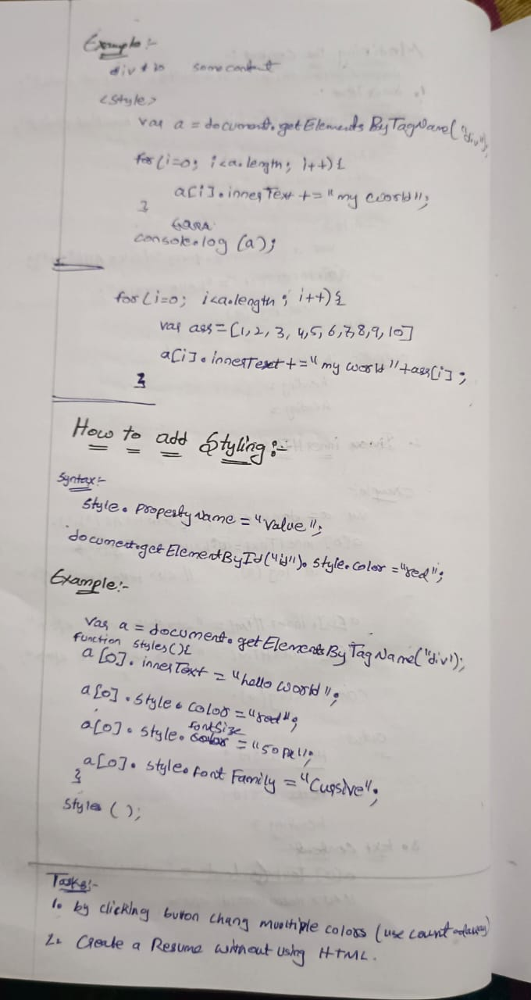 Example:-
div * 10 some content
<style>
var a = document.getElementsByTagName("div");
for(i=0; i<a.length; i++){
a[i].innerText += "my world";
}
console.log(a);
for(i=0; i<a.length; i++){
var arr=[1,2,3,4,5,6,7,8,9,10]
a[i].innerText+="my world"+arr[i];
}
How to add Styling:-
Syntax:-
Style.PropertyName="value";
document.getElementById("id").style.color="red";
Example:-
Var a = document.getElementsByTagName("div");
function styles(){
a[0].innerText = "hello world";
a[0].style.color="red";
a[0].style.fontSize="50px";
a[0].style.fontFamily="Cursive";
}
Styles();
Tasks:-
1. by clicking buton chang muultiple colors (use count
2. Create a Resume without using HTML.